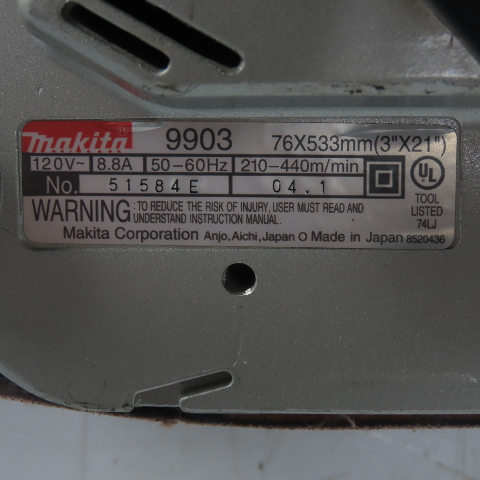 makita 9903 76X533mm(3"X21")
120V~ 8.8A 50-60Hz 210-440m/min
No. 51584E 04.1
UL
WARNING: TO REDUCE THE RISK OF INJURY, USER MUST READ AND
UNDERSTAND INSTRUCTION MANUAL.
TOOL
LISTED
74LJ
Makita Corporation Anjo,Aichi,Japan O Made in Japan 8520436